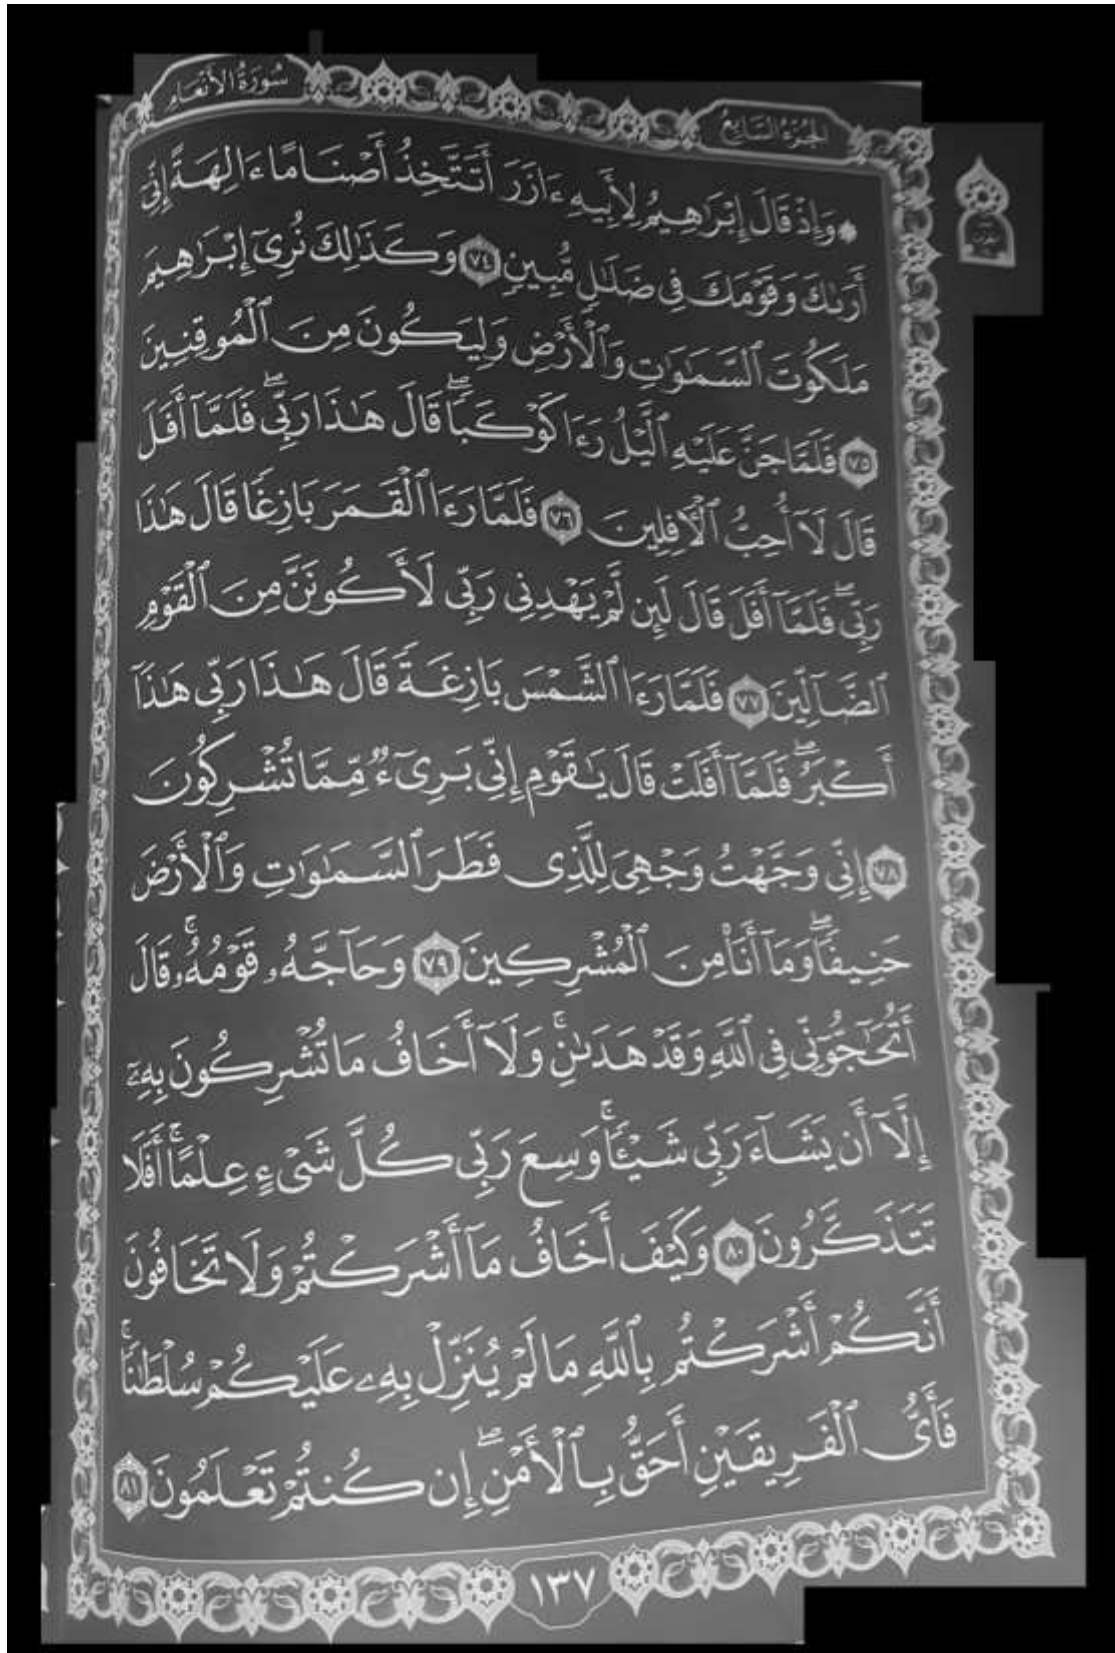 سُورَةُ الأَنْعَام
الجُزْءُ السَّابِعُ
۞ وَإِذْ قَالَ إِبْرَٰهِيمُ لِأَبِيهِ ءَازَرَ أَتَتَّخِذُ أَصْنَامًا ءَالِهَةً إِنِّىٓ
أَرَىٰكَ وَقَوْمَكَ فِى ضَلَٰلٍ مُّبِينٍ ٧٤ وَكَذَٰلِكَ نُرِىٓ إِبْرَٰهِيمَ
مَلَكُوتَ ٱلسَّمَٰوَٰتِ وَٱلْأَرْضِ وَلِيَكُونَ مِنَ ٱلْمُوقِنِينَ
٧٥ فَلَمَّا جَنَّ عَلَيْهِ ٱلَّيْلُ رَءَا كَوْكَبًاۖ قَالَ هَٰذَا رَبِّىۖ فَلَمَّآ أَفَلَ
قَالَ لَآ أُحِبُّ ٱلْءَافِلِينَ ٧٦ فَلَمَّا رَءَا ٱلْقَمَرَ بَازِغًا قَالَ هَٰذَا
رَبِّىۖ فَلَمَّآ أَفَلَ قَالَ لَئِن لَّمْ يَهْدِنِى رَبِّى لَأَكُونَنَّ مِنَ ٱلْقَوْمِ
ٱلضَّآلِّينَ ٧٧ فَلَمَّا رَءَا ٱلشَّمْسَ بَازِغَةً قَالَ هَٰذَا رَبِّى هَٰذَآ
أَكْبَرُۖ فَلَمَّآ أَفَلَتْ قَالَ يَٰقَوْمِ إِنِّى بَرِىٓءٌ مِّمَّا تُشْرِكُونَ
٧٨ إِنِّى وَجَّهْتُ وَجْهِىَ لِلَّذِى فَطَرَ ٱلسَّمَٰوَٰتِ وَٱلْأَرْضَ
حَنِيفًاۖ وَمَآ أَنَا۠ مِنَ ٱلْمُشْرِكِينَ ٧٩ وَحَآجَّهُۥ قَوْمُهُۥۚ قَالَ
أَتُحَٰٓجُّوٓنِّى فِى ٱللَّهِ وَقَدْ هَدَىٰنِۚ وَلَآ أَخَافُ مَا تُشْرِكُونَ بِهِۦٓ
إِلَّآ أَن يَشَآءَ رَبِّى شَيْـًٔاۚ وَسِعَ رَبِّى كُلَّ شَىْءٍ عِلْمًاۚ أَفَلَا
تَتَذَكَّرُونَ ٨٠ وَكَيْفَ أَخَافُ مَآ أَشْرَكْتُمْ وَلَا تَخَافُونَ
أَنَّكُمْ أَشْرَكْتُم بِٱللَّهِ مَا لَمْ يُنَزِّلْ بِهِۦ عَلَيْكُمْ سُلْطَٰنًاۚ
فَأَىُّ ٱلْفَرِيقَيْنِ أَحَقُّ بِٱلْأَمْنِۖ إِن كُنتُمْ تَعْلَمُونَ ٨١
١٣٧